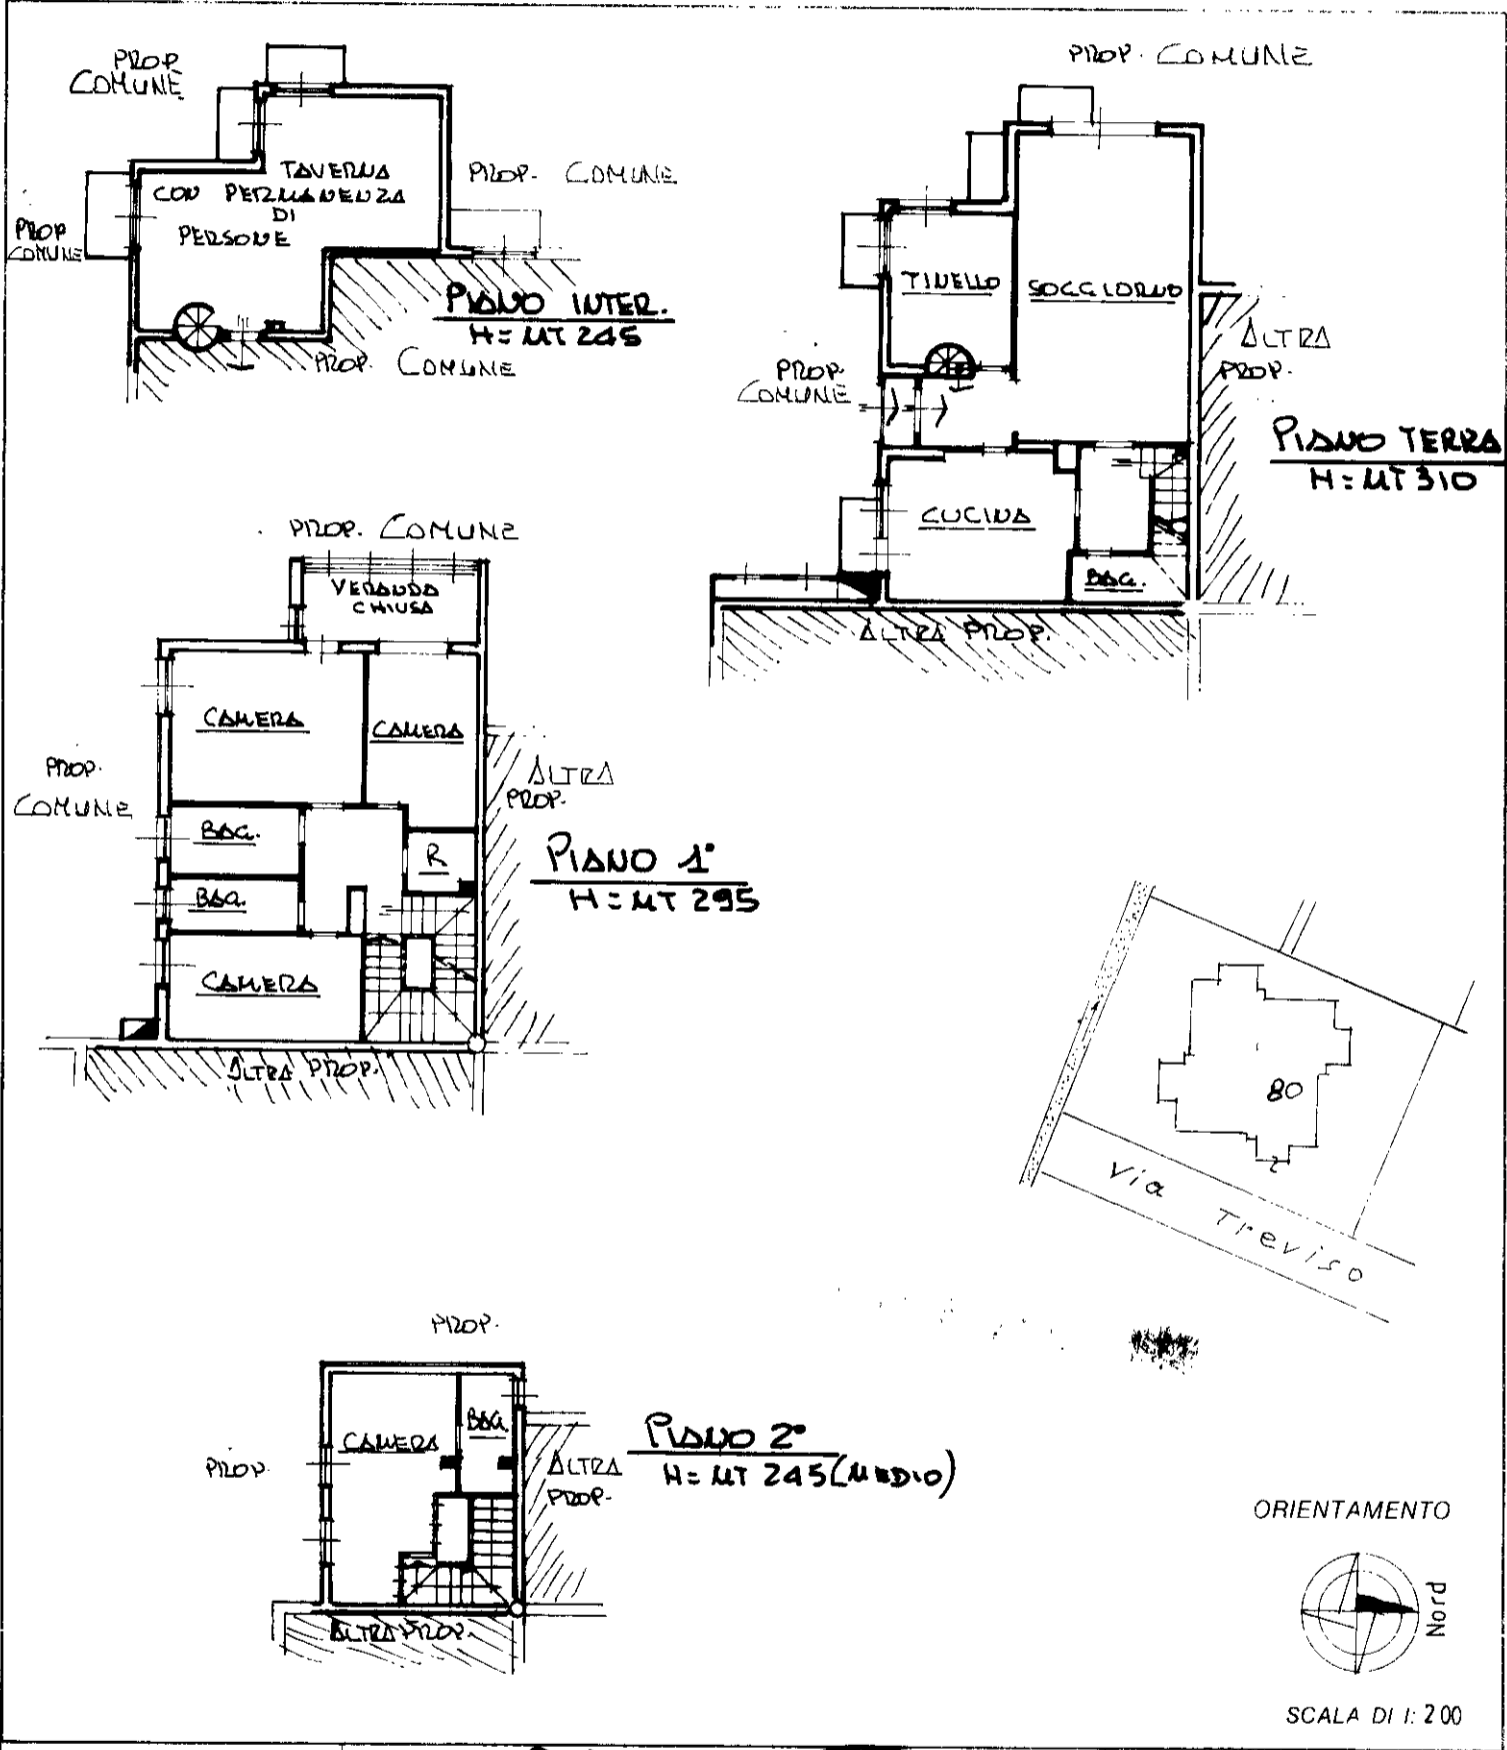 PROP
COMUNE
TAVERNA
CON PERMANENZA
DI
PERSONE
PROP. COMUNE
PROP
COMUNE
PIANO INTER.
H=MT 245
PROP. COMUNE
PROP. COMUNE
TINELLO
SOGGIORNO
ALTRA
PROP.
PROP.
COMUNE
PIANO TERRA
H=MT 310
CUCINA
BAG.
ALTRA PROP.
PROP. COMUNE
VERANDA
CHIUSA
CAMERA
CAMERA
PROP.
COMUNE
ALTRA
PROP.
BAG.
R
BAG.
PIANO 1°
H=MT 295
CAMERA
ALTRA PROP.
80
Via Treviso
PROP.
CAMERA
BAG.
PROP.
ALTRA
PROP.
PIANO 2°
H=MT 245 (MEDIO)
ALTRA PROP.
ORIENTAMENTO
Nord
SCALA DI 1: 200